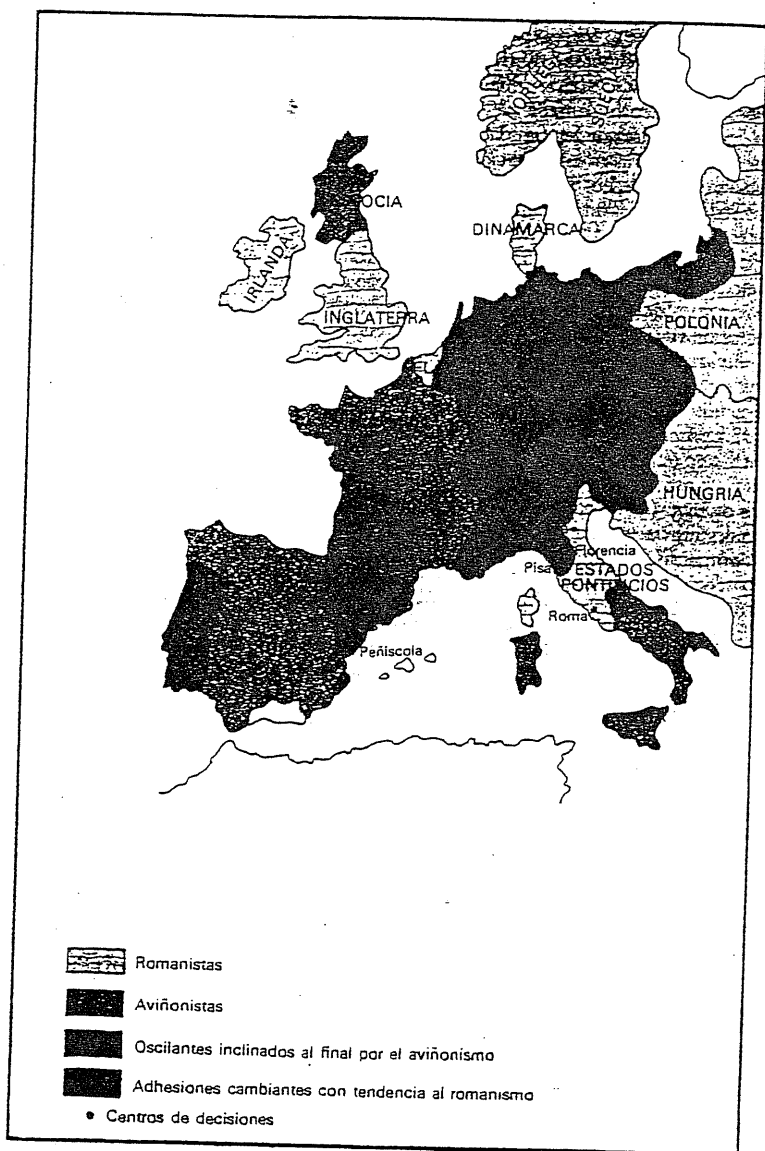 OCIA
DINAMARCA
IRLANDA
INGLATERRA
POLONIA
HUNGRIA
Florencia
Pisa
ESTADOS
PONTIFICIOS
Roma
Peñiscola
Romanistas
Aviñonistas
Oscilantes inclinados al final por el aviñonismo
Adhesiones cambiantes con tendencia al romanismo
• Centros de decisiones